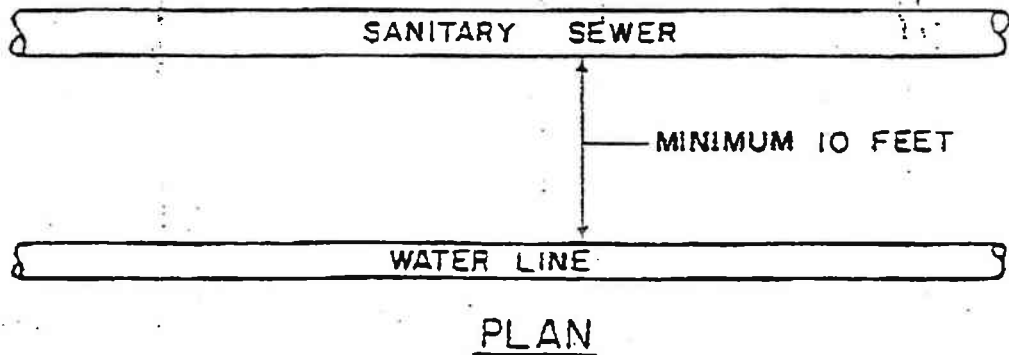 SANITARY SEWER
MINIMUM 10 FEET
WATER LINE
PLAN